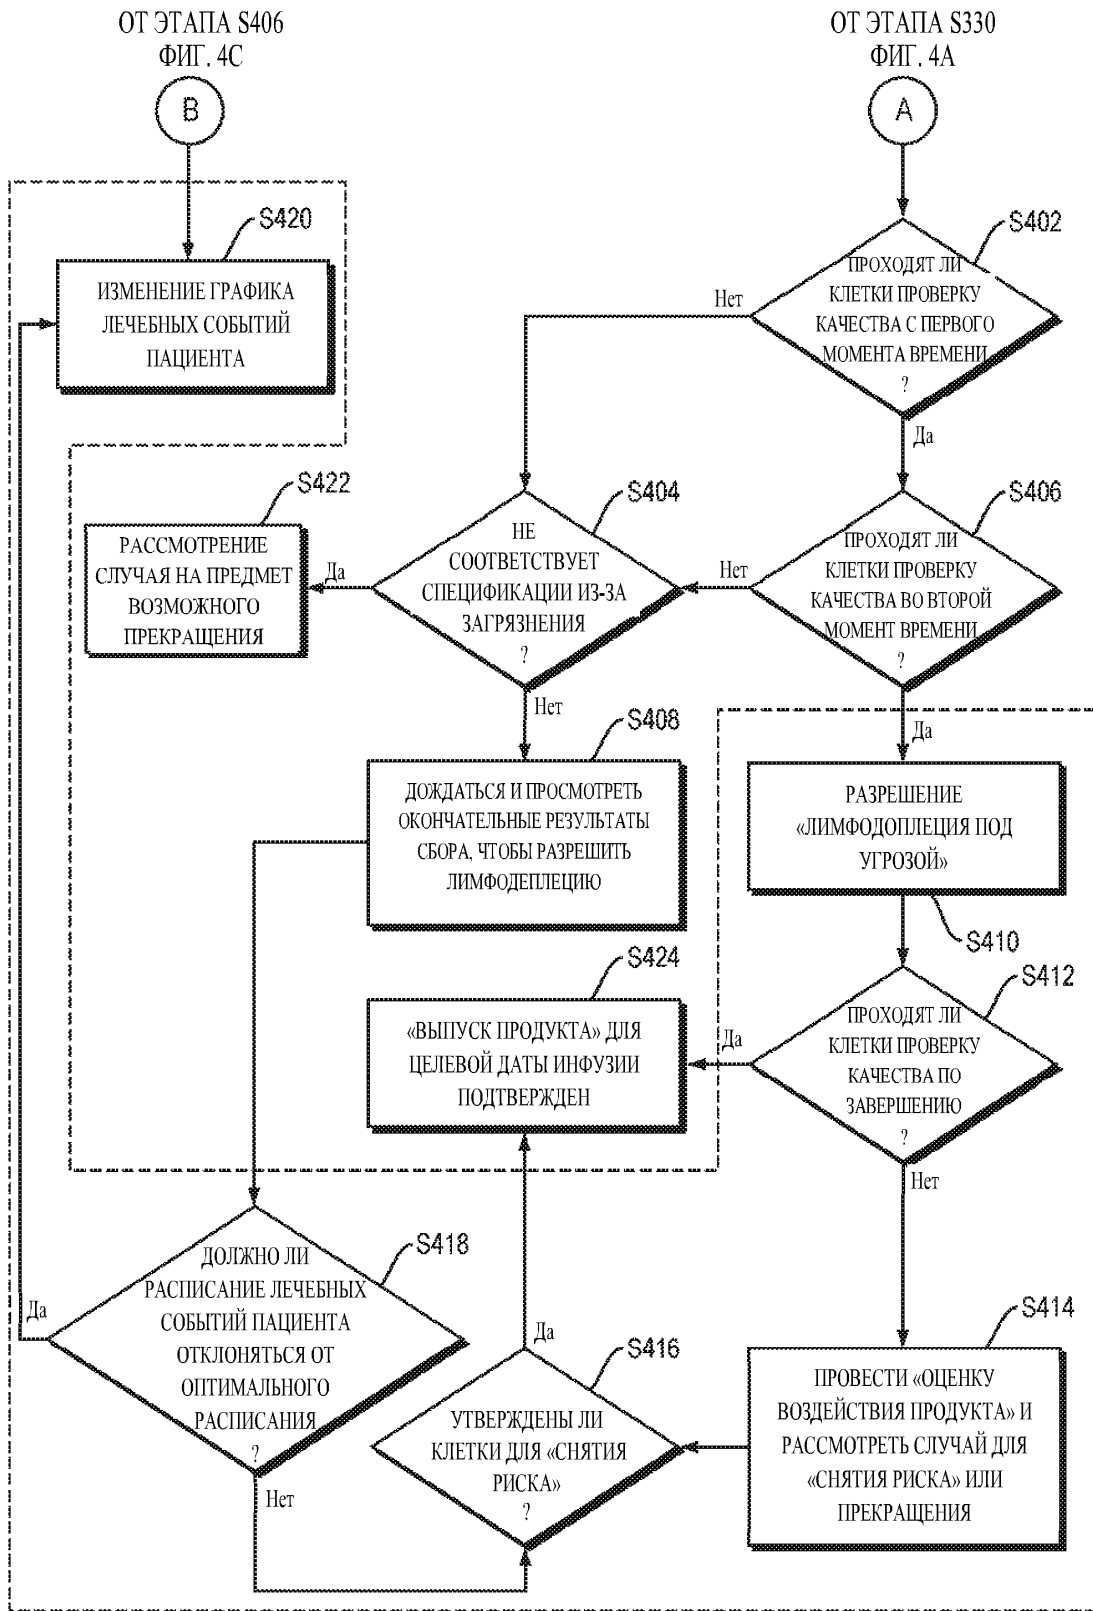 ОТ ЭТАПА S406
ФИГ. 4C
B
ОТ ЭТАПА S330
ФИГ. 4A
A
S420
ИЗМЕНЕНИЕ ГРАФИКА
ЛЕЧЕБНЫХ СОБЫТИЙ
ПАЦИЕНТА
S402
ПРОХОДЯТ ЛИ
КЛЕТКИ ПРОВЕРКУ
КАЧЕСТВА С ПЕРВОГО
МОМЕНТА ВРЕМЕНИ
?
Нет
Да
S422
РАССМОТРЕНИЕ
СЛУЧАЯ НА ПРЕДМЕТ
ВОЗМОЖНОГО
ПРЕКРАЩЕНИЯ
Да
S404
НЕ
СООТВЕТСТВУЕТ
СПЕЦИФИКАЦИИ ИЗ-ЗА
ЗАГРЯЗНЕНИЯ
?
Нет
S406
ПРОХОДЯТ ЛИ
КЛЕТКИ ПРОВЕРКУ
КАЧЕСТВА ВО ВТОРОЙ
МОМЕНТ ВРЕМЕНИ
?
Нет
Да
S408
ДОЖДАТЬСЯ И ПРОСМОТРЕТЬ
ОКОНЧАТЕЛЬНЫЕ РЕЗУЛЬТАТЫ
СБОРА, ЧТОБЫ РАЗРЕШИТЬ
ЛИМФОДЕПЛЕЦИЮ
РАЗРЕШЕНИЕ
«ЛИМФОДОПЛЕЦИЯ ПОД
УГРОЗОЙ»
S410
S424
«ВЫПУСК ПРОДУКТА» ДЛЯ
ЦЕЛЕВОЙ ДАТЫ ИНФУЗИИ
ПОДТВЕРЖДЕН
Да
S412
ПРОХОДЯТ ЛИ
КЛЕТКИ ПРОВЕРКУ
КАЧЕСТВА ПО
ЗАВЕРШЕНИЮ
?
Нет
S418
ДОЛЖНО ЛИ
РАСПИСАНИЕ ЛЕЧЕБНЫХ
СОБЫТИЙ ПАЦИЕНТА
ОТКЛОНЯТЬСЯ ОТ
ОПТИМАЛЬНОГО
РАСПИСАНИЯ
?
Да
Нет
S416
Да
УТВЕРЖДЕНЫ ЛИ
КЛЕТКИ ДЛЯ «СНЯТИЯ
РИСКА»
?
S414
ПРОВЕСТИ «ОЦЕНКУ
ВОЗДЕЙСТВИЯ ПРОДУКТА» И
РАССМОТРЕТЬ СЛУЧАЙ ДЛЯ
«СНЯТИЯ РИСКА» ИЛИ
ПРЕКРАЩЕНИЯ